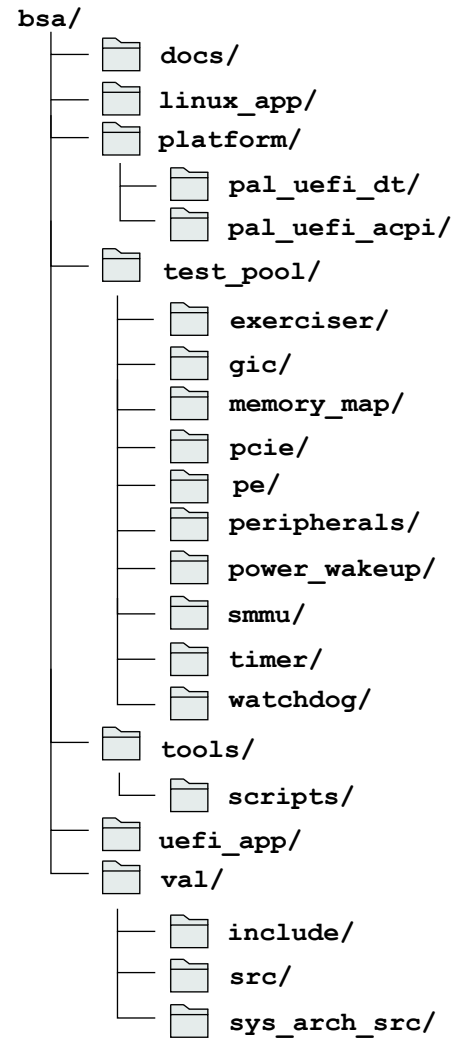 bsa/
docs/
linux_app/
platform/
pal_uefi_dt/
pal_uefi_acpi/
test_pool/
exerciser/
gic/
memory_map/
pcie/
pe/
peripherals/
power_wakeup/
smmu/
timer/
watchdog/
tools/
scripts/
uefi_app/
val/
include/
src/
sys_arch_src/